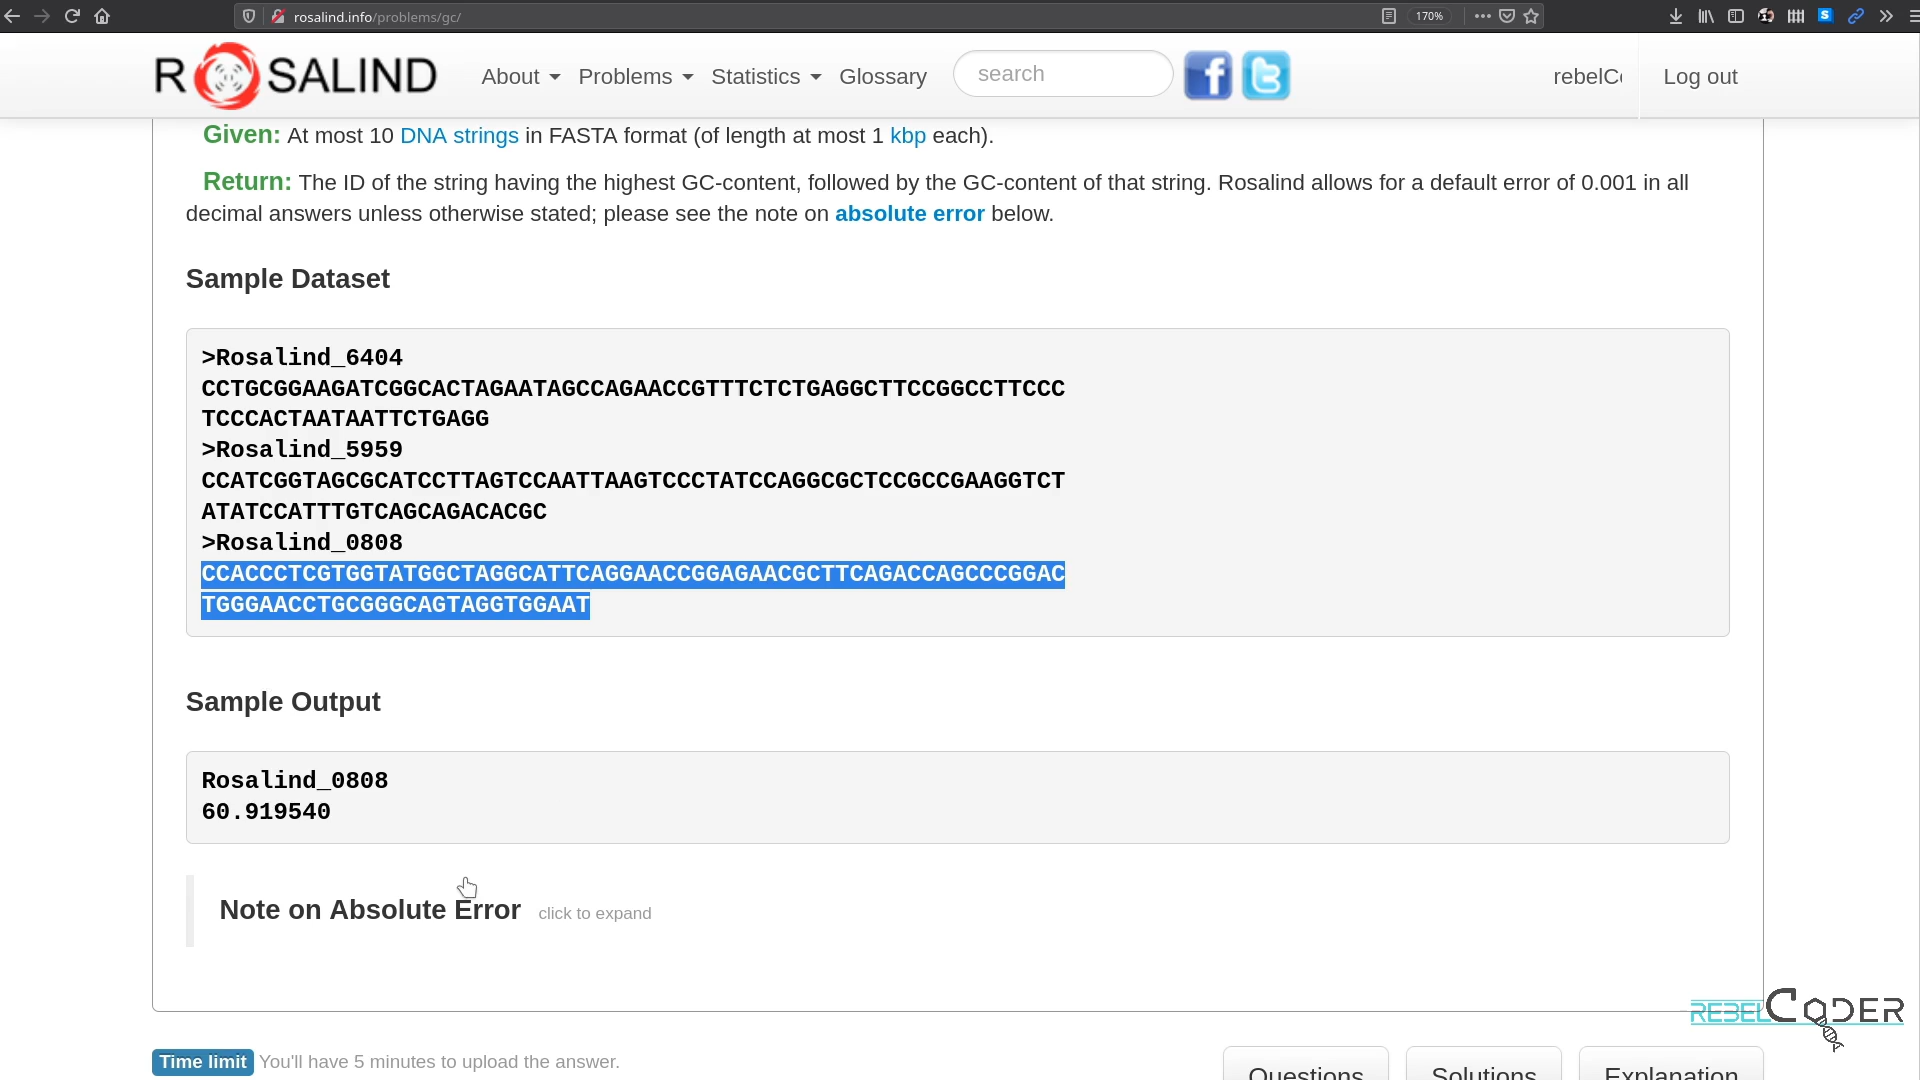 rosalind.info/problems/gc/
170%
ROSALIND
About
Problems
Statistics
Glossary
search
Log out
Given: At most 10 DNA strings in FASTA format (of length at most 1 kbp each).
Return: The ID of the string having the highest GC-content, followed by the GC-content of that string. Rosalind allows for a default error of 0.001 in all
decimal answers unless otherwise stated; please see the note on absolute error below.
Sample Dataset
>Rosalind_6404
CCTGCGGAAGATCGGCACTAGAATAGCCAGAACCGTTTCTCTGAGGCTTCCGGCCTTCCC
TCCCACTAATAATTCTGAGG
>Rosalind_5959
CCATCGGTAGCGCATCCTTAGTCCAATTAAGTCCCTATCCAGGCGCTCCGCCGAAGGTCT
ATATCCATTTGTCAGCAGACACGC
>Rosalind_0808
CCACCCTCGTGGTATGGCTAGGCATTCAGGAACCGGAGAACGCTTCAGACCAGCCCGGAC
TGGGAACCTGCGGGCAGTAGGTGGAAT
Sample Output
Rosalind_0808
60.919540
Note on Absolute Error click to expand
REBELCODER
Time limit You'll have 5 minutes to upload the answer.
Questions
Solutions
Explanation